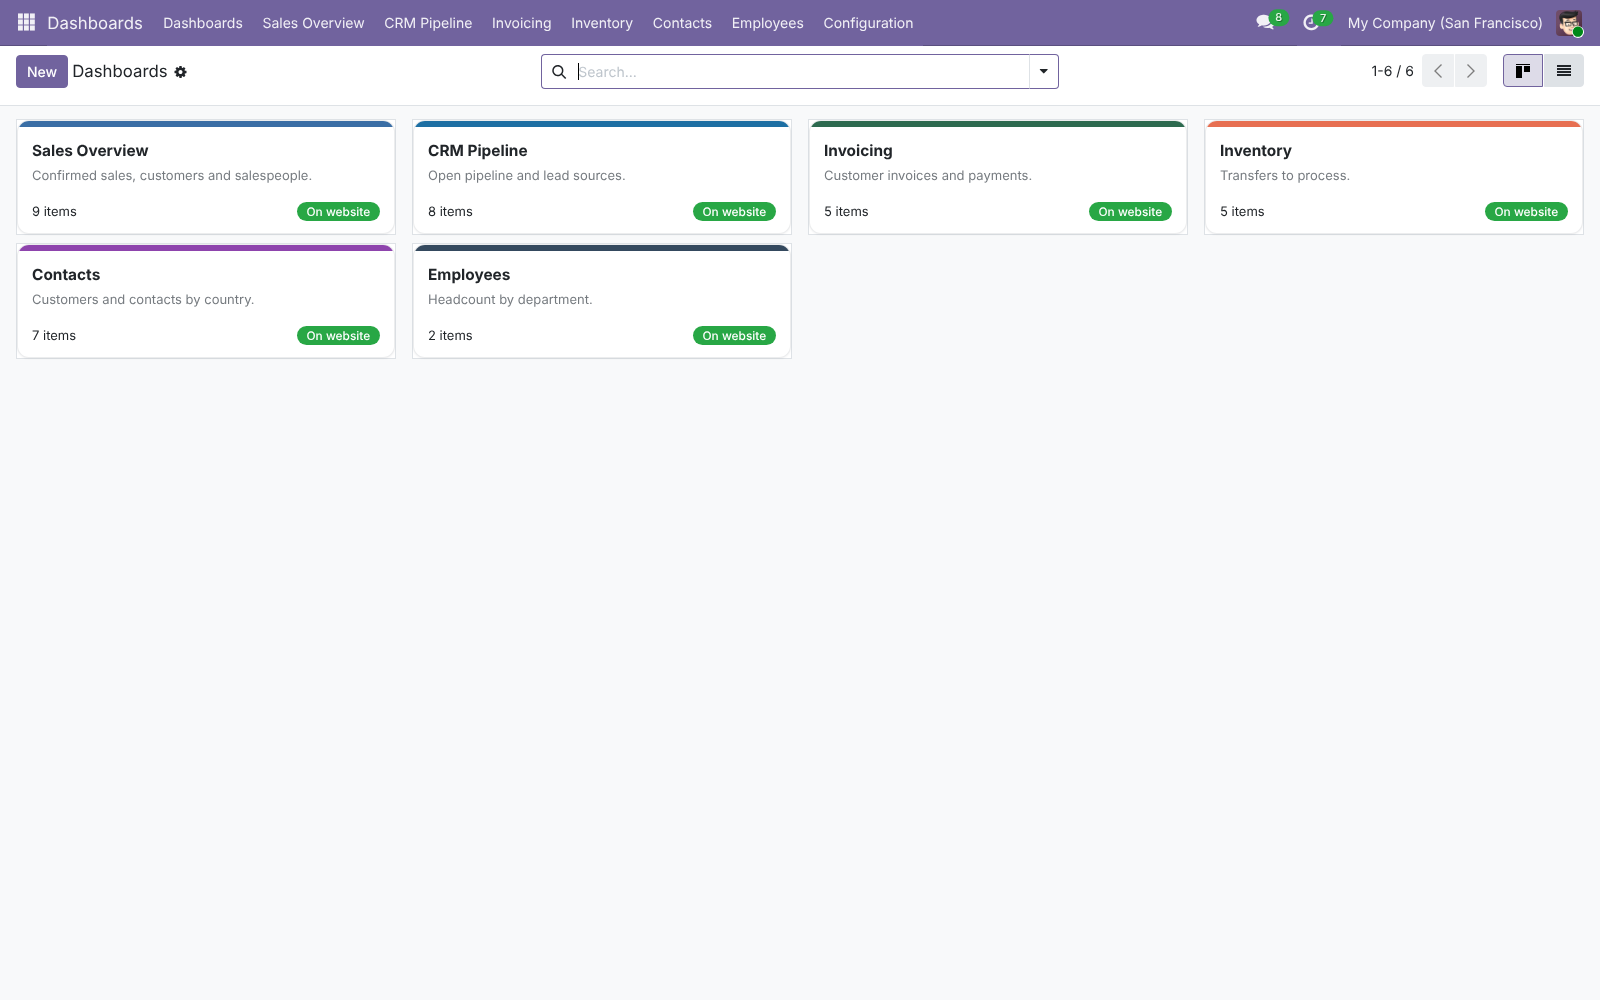 Dashboards Dashboards Sales Overview CRM Pipeline Invoicing Inventory Contacts Employees Configuration 8 7 My Company (San Francisco)
New Dashboards Search... 1-6 / 6
Sales Overview
Confirmed sales, customers and salespeople.
9 items On website
CRM Pipeline
Open pipeline and lead sources.
8 items On website
Invoicing
Customer invoices and payments.
5 items On website
Inventory
Transfers to process.
5 items On website
Contacts
Customers and contacts by country.
7 items On website
Employees
Headcount by department.
2 items On website